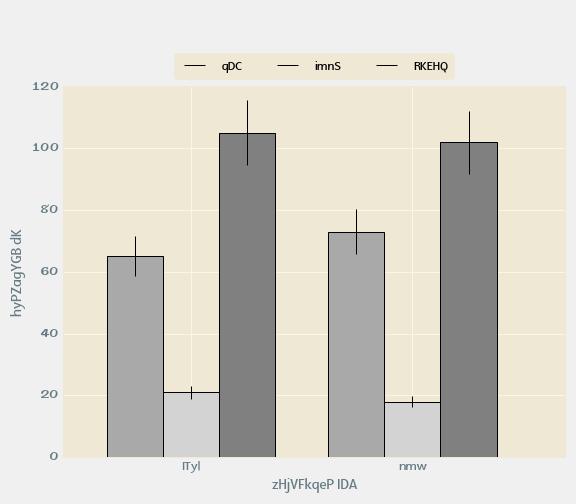 qDC imnS RKEHQ
120
100
80
60
40
20
0
hyPZagYGB dK
lTyl nmw
zHjVFkqeP IDA